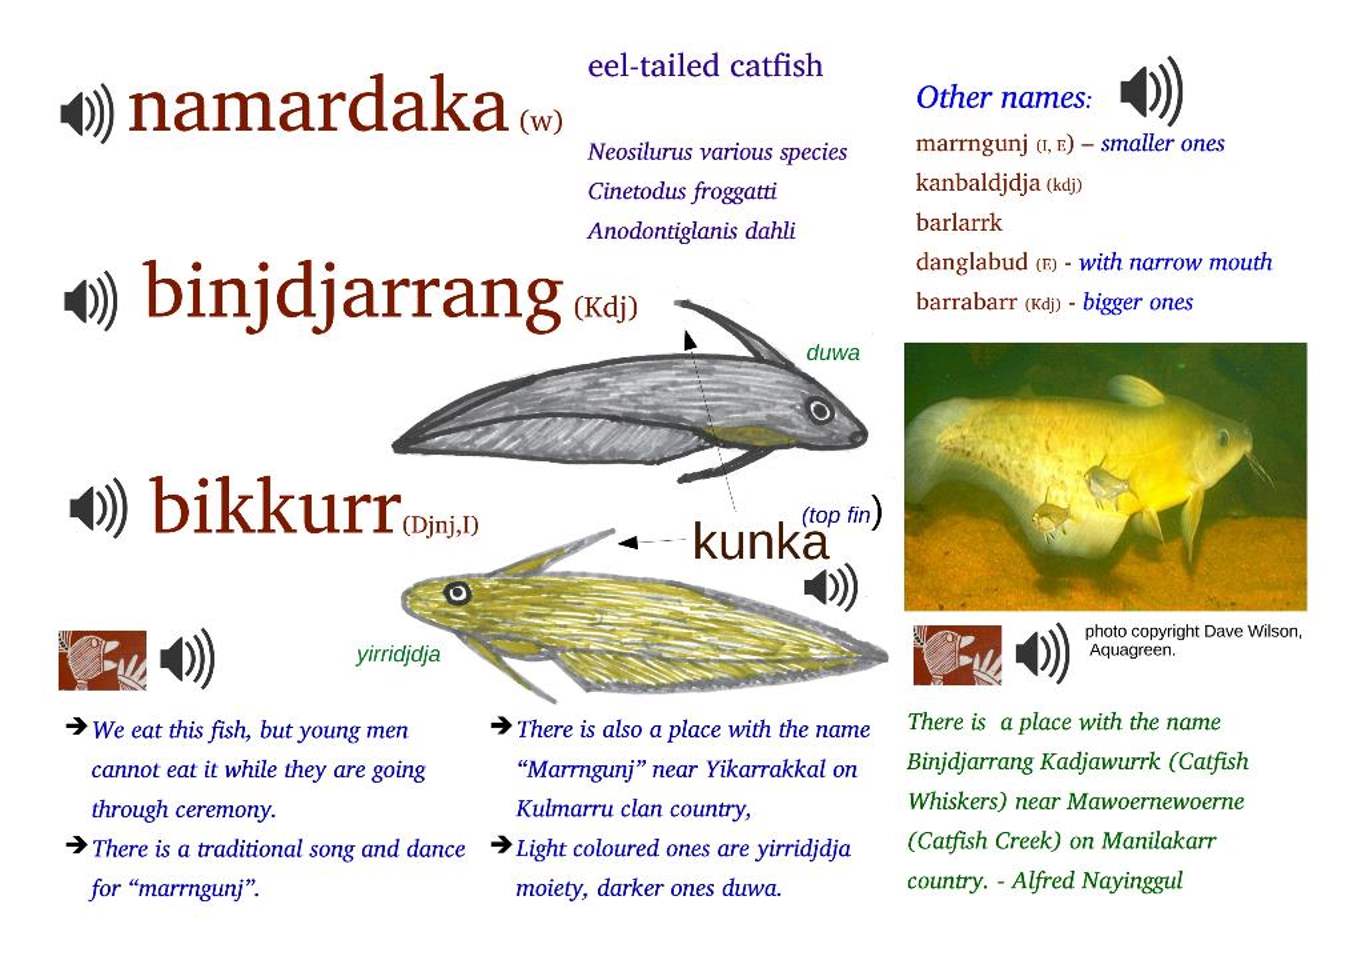 namardaka (w)
eel-tailed catfish
Neosilurus various species
Cinetodus froggatti
Anodontiglanis dahli
Other names:
marrngunj (I, E) – smaller ones
kanbaldjdja (kdj)
barlarrk
danglabud (E) - with narrow mouth
barrabarr (Kdj) - bigger ones
binjdjarrang (Kdj)
duwa
bikkurr (Djnj,I)
(top fin)
kunka
yirridjdja
photo copyright Dave Wilson,
Aquagreen.
➔ We eat this fish, but young men
cannot eat it while they are going
through ceremony.
➔ There is a traditional song and dance
for “marrngunj”.
➔ There is also a place with the name
“Marrngunj” near Yikarrakkal on
Kulmarru clan country,
➔ Light coloured ones are yirridjdja
moiety, darker ones duwa.
There is a place with the name
Binjdjarrang Kadjawurrk (Catfish
Whiskers) near Mawoernewoerne
(Catfish Creek) on Manilakarr
country. - Alfred Nayinggul